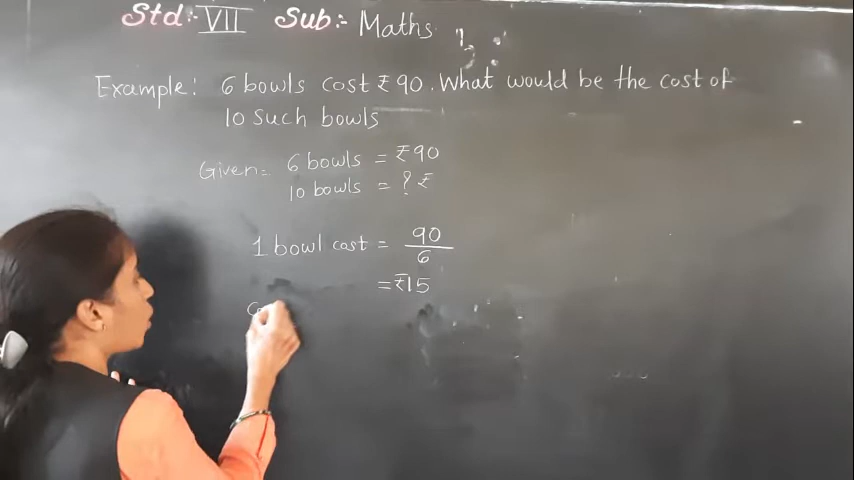 Std:- VII Sub:- Maths
Example: 6 bowls cost ₹90. What would be the cost of
10 such bowls
Given= 6 bowls = ₹90
10 bowls = ? ₹
1 bowl cost = 90/6
= ₹15